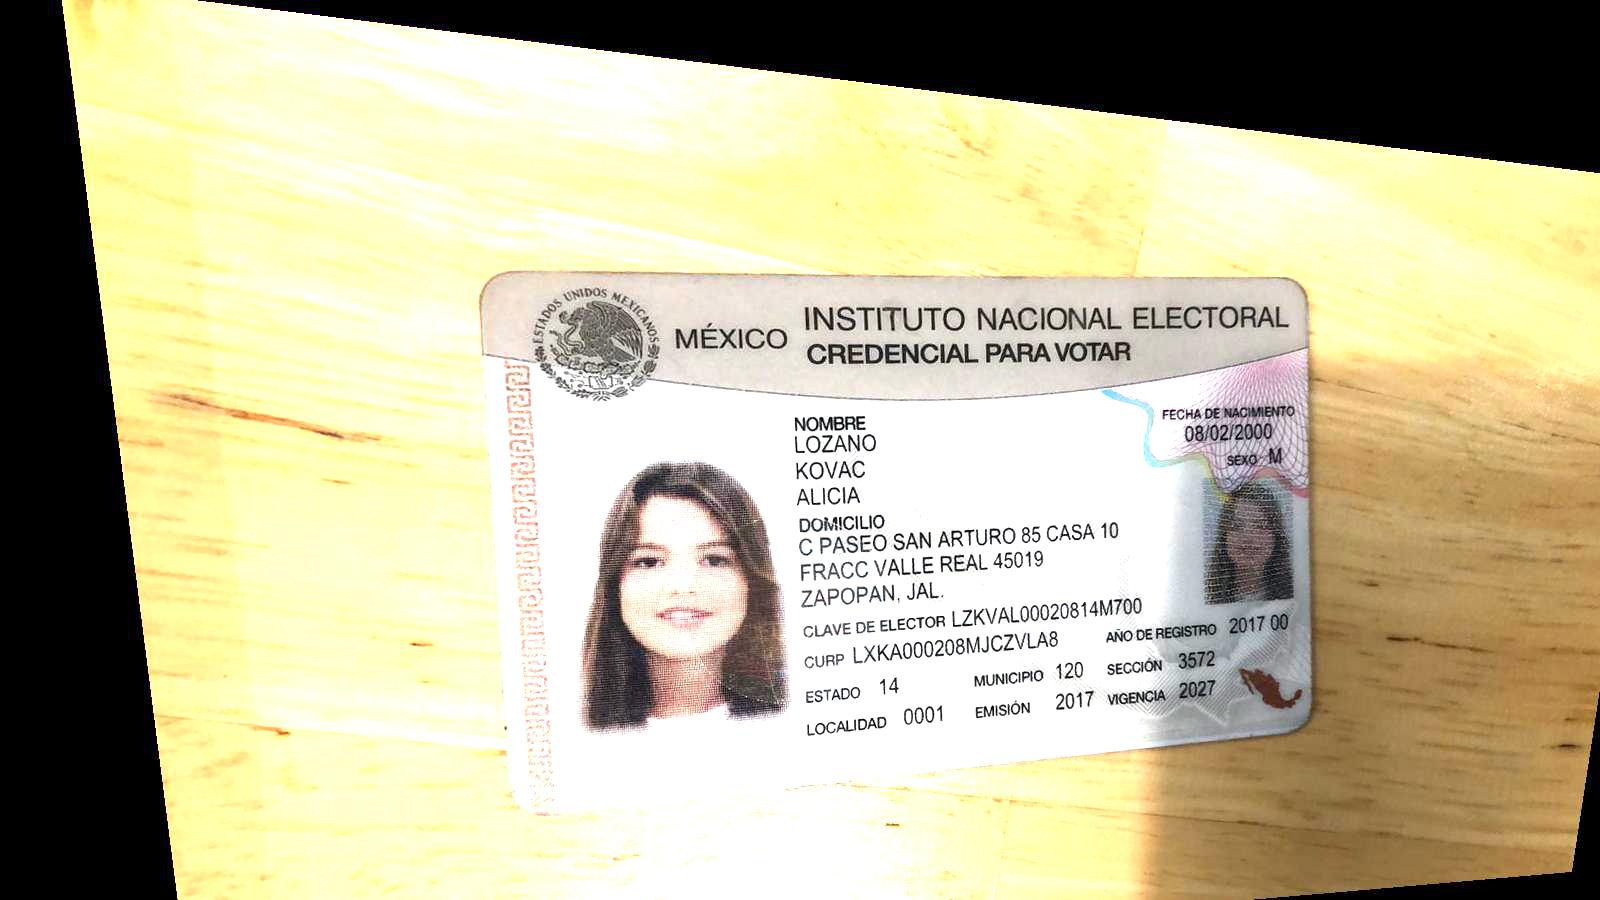 ESTADOS UNIDOS MEXICANOS
MÉXICO
INSTITUTO NACIONAL ELECTORAL
CREDENCIAL PARA VOTAR
NOMBRE
LOZANO
KOVAC
ALICIA
FECHA DE NACIMIENTO
08/02/2000
SEXO M
DOMICILIO
C PASEO SAN ARTURO 85 CASA 10
FRACC VALLE REAL 45019
ZAPOPAN, JAL.
CLAVE DE ELECTOR LZKVAL00020814M700
CURP LXKA000208MJCZVLA8 AÑO DE REGISTRO 2017 00
ESTADO 14 MUNICIPIO 120 SECCIÓN 3572
LOCALIDAD 0001 EMISIÓN 2017 VIGENCIA 2027